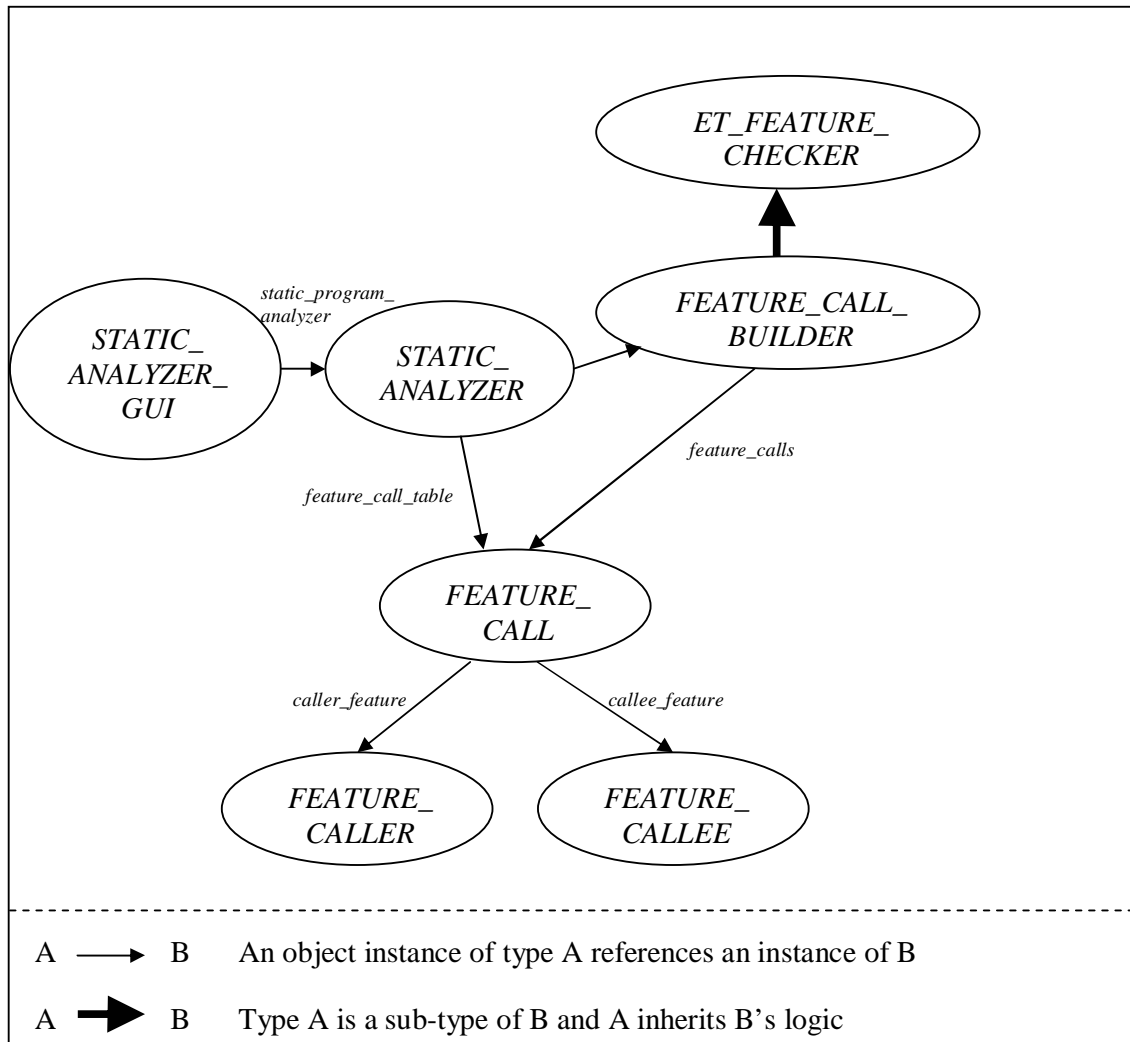 ET_FEATURE_
CHECKER
FEATURE_CALL_
BUILDER
static_program_
analyzer
STATIC_
ANALYZER_
GUI
STATIC_
ANALYZER
feature_calls
feature_call_table
FEATURE_
CALL
caller_feature
callee_feature
FEATURE_
CALLER
FEATURE_
CALLEE
A B An object instance of type A references an instance of B
A B Type A is a sub-type of B and A inherits B’s logic